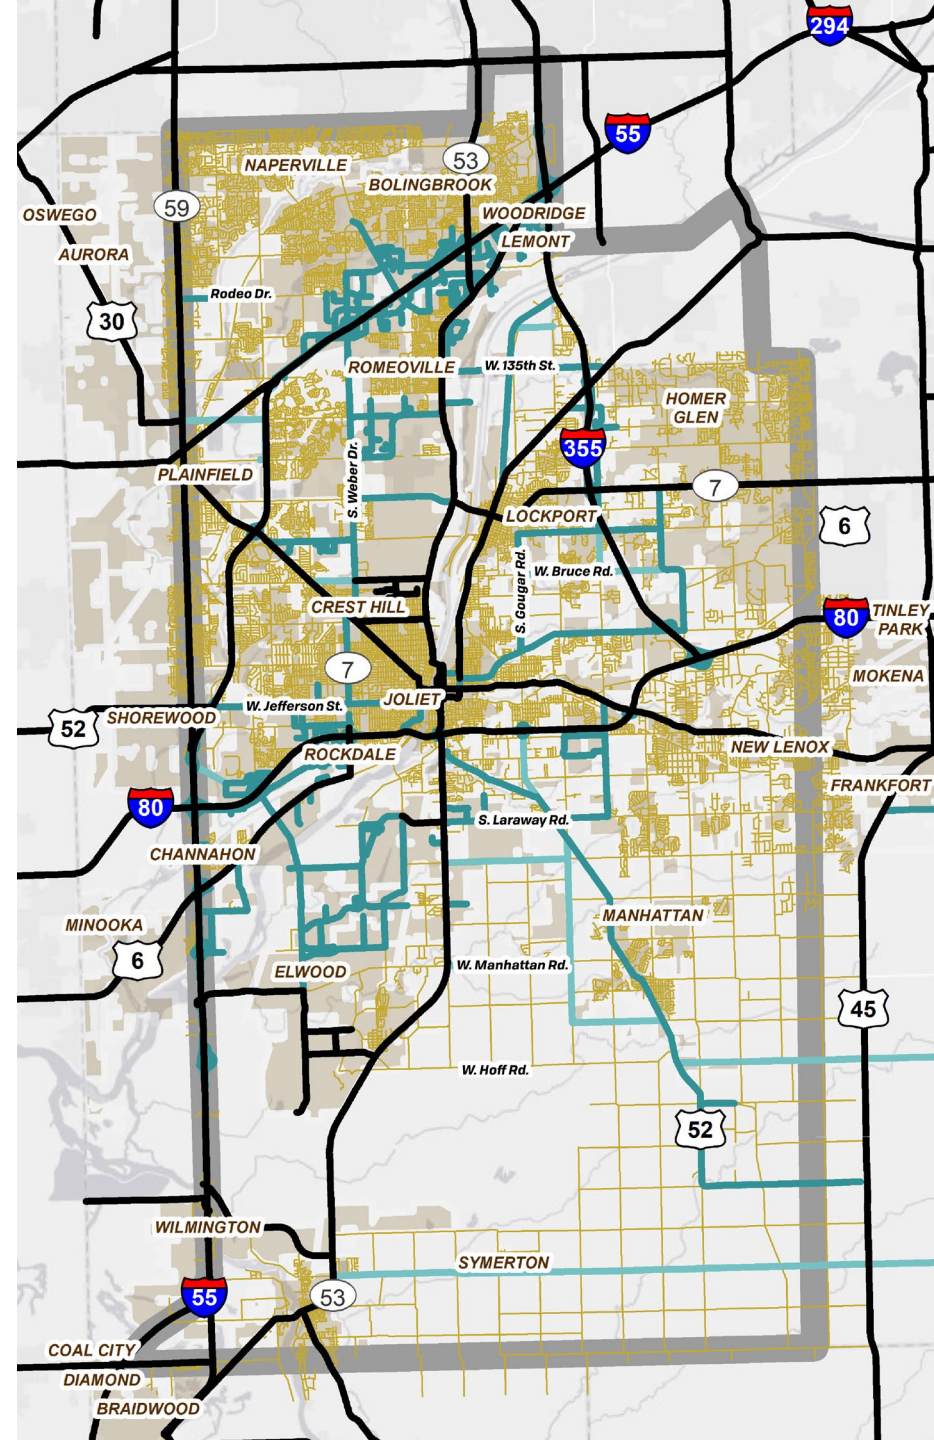 294
55
53
NAPERVILLE
BOLINGBROOK
59
OSWEGO
WOODRIDGE
LEMONT
AURORA
Rodeo Dr.
30
ROMEOVILLE
W. 135th St.
HOMER
GLEN
355
S. Weber Dr.
PLAINFIELD
7
LOCKPORT
6
W. Bruce Rd.
S. Gougar Rd.
CREST HILL
80
TINLEY
PARK
7
MOKENA
JOLIET
W. Jefferson St.
SHOREWOOD
52
ROCKDALE
NEW LENOX
FRANKFORT
80
S. Laraway Rd.
CHANNAHON
MANHATTAN
MINOOKA
6
ELWOOD
W. Manhattan Rd.
45
W. Hoff Rd.
52
WILMINGTON
SYMERTON
55
53
COAL CITY
DIAMOND
BRAIDWOOD